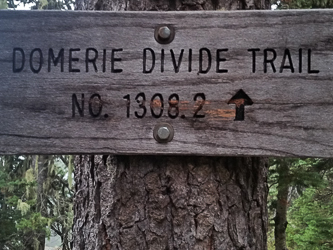 DOMERIE DIVIDE TRAIL
NO. 1308.2 ↑